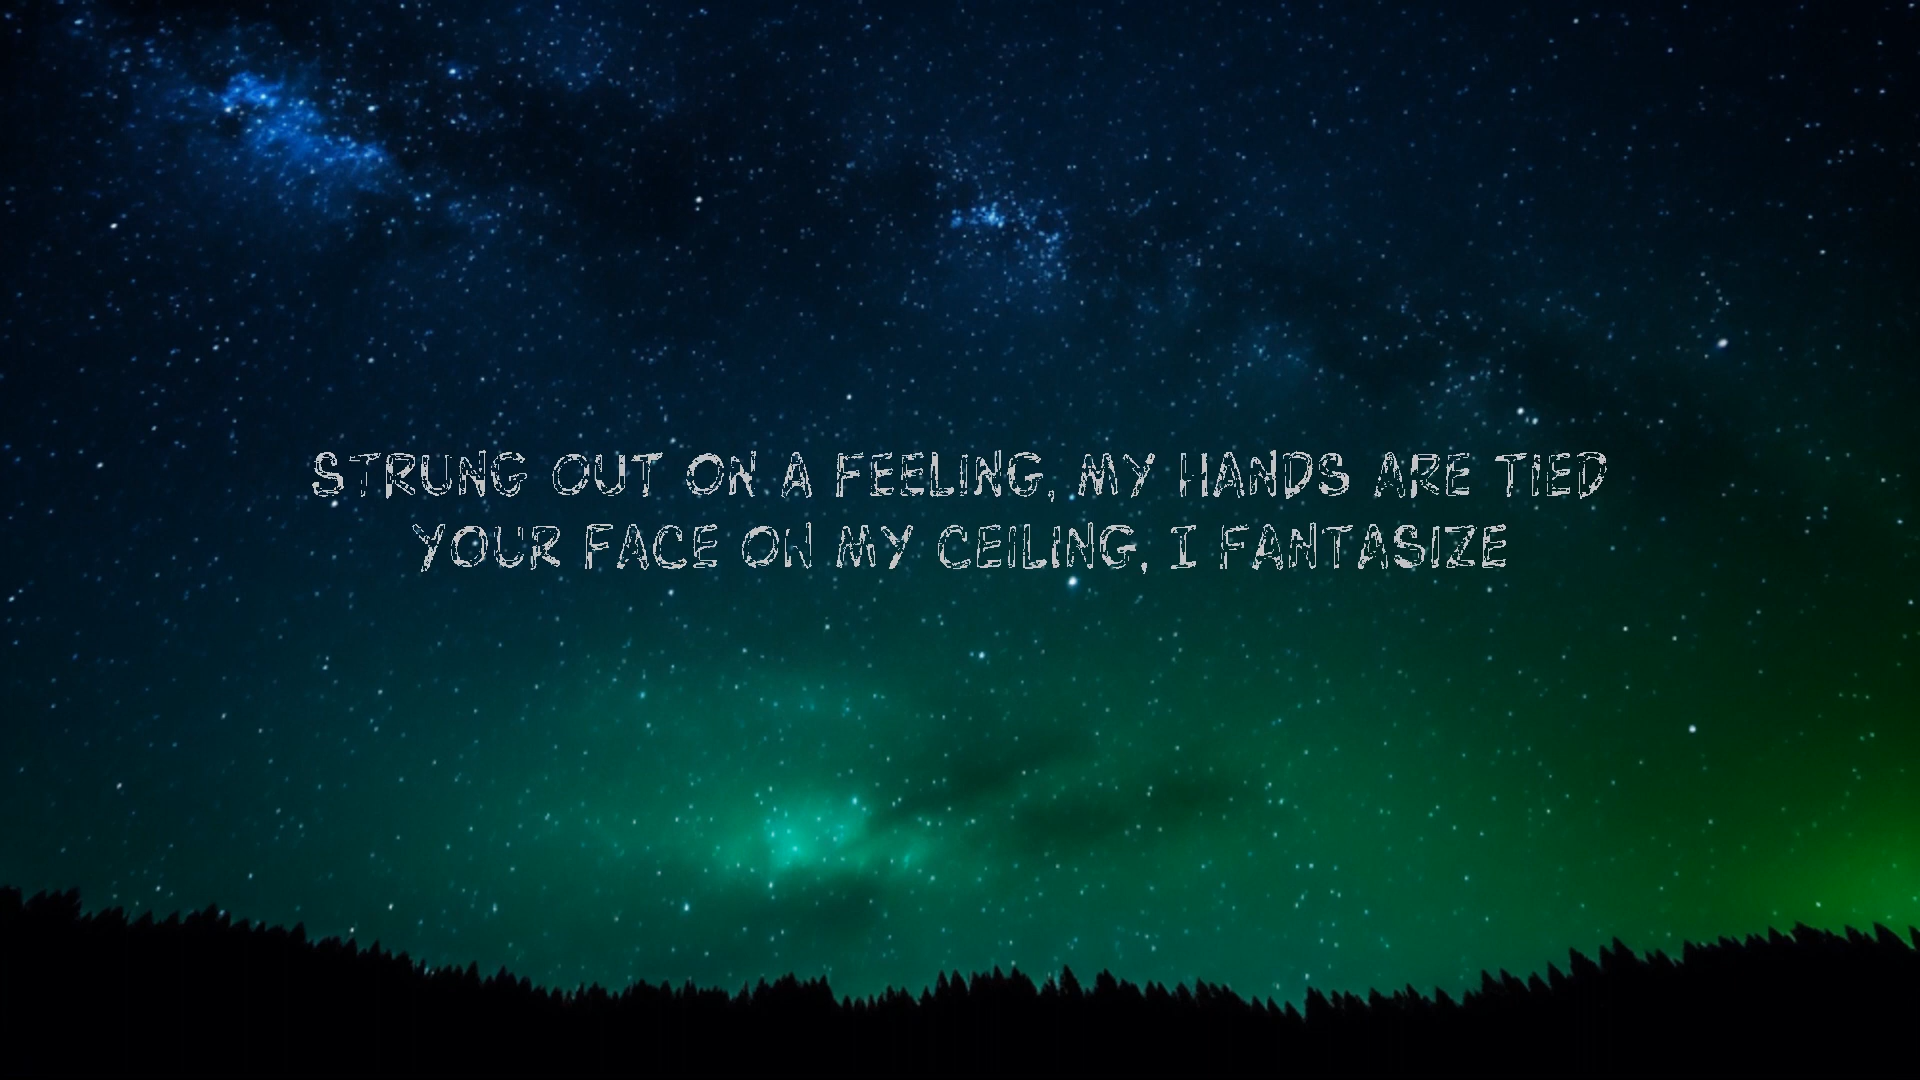 STRUNG OUT ON A FEELING, MY HANDS ARE TIED
YOUR FACE ON MY CEILING, I FANTASIZE